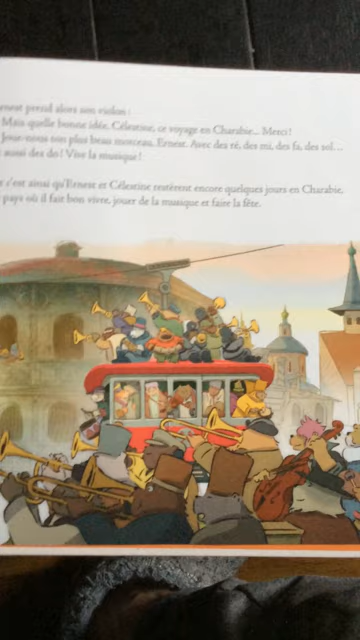 rnest prend alors son violon :
Mais quelle bonne idée, Célestine, ce voyage en Charabie... Merci !
Joue-nous ton plus beau morceau, Ernest. Avec des ré, des mi, des fa, des sol...
aussi des do ! Vive la musique !
c'est ainsi qu'Ernest et Célestine restèrent encore quelques jours en Charabie,
pays où il fait bon vivre, jouer de la musique et faire la fête.